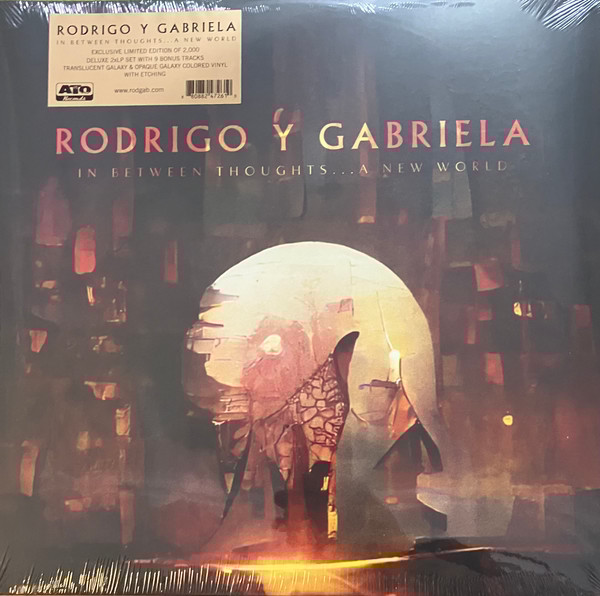 RODRIGO Y GABRIELA
IN BETWEEN THOUGHTS...A NEW WORLD
EXCLUSIVE LIMITED EDITION OF 2,000
DELUXE 2xLP SET WITH 9 BONUS TRACKS
TRANSLUCENT GALAXY & OPAQUE GALAXY COLORED VINYL
WITH ETCHING
ATO
Records
www.rodgab.com
RODRIGO Y GABRIELA
IN BETWEEN THOUGHTS...A NEW WORLD